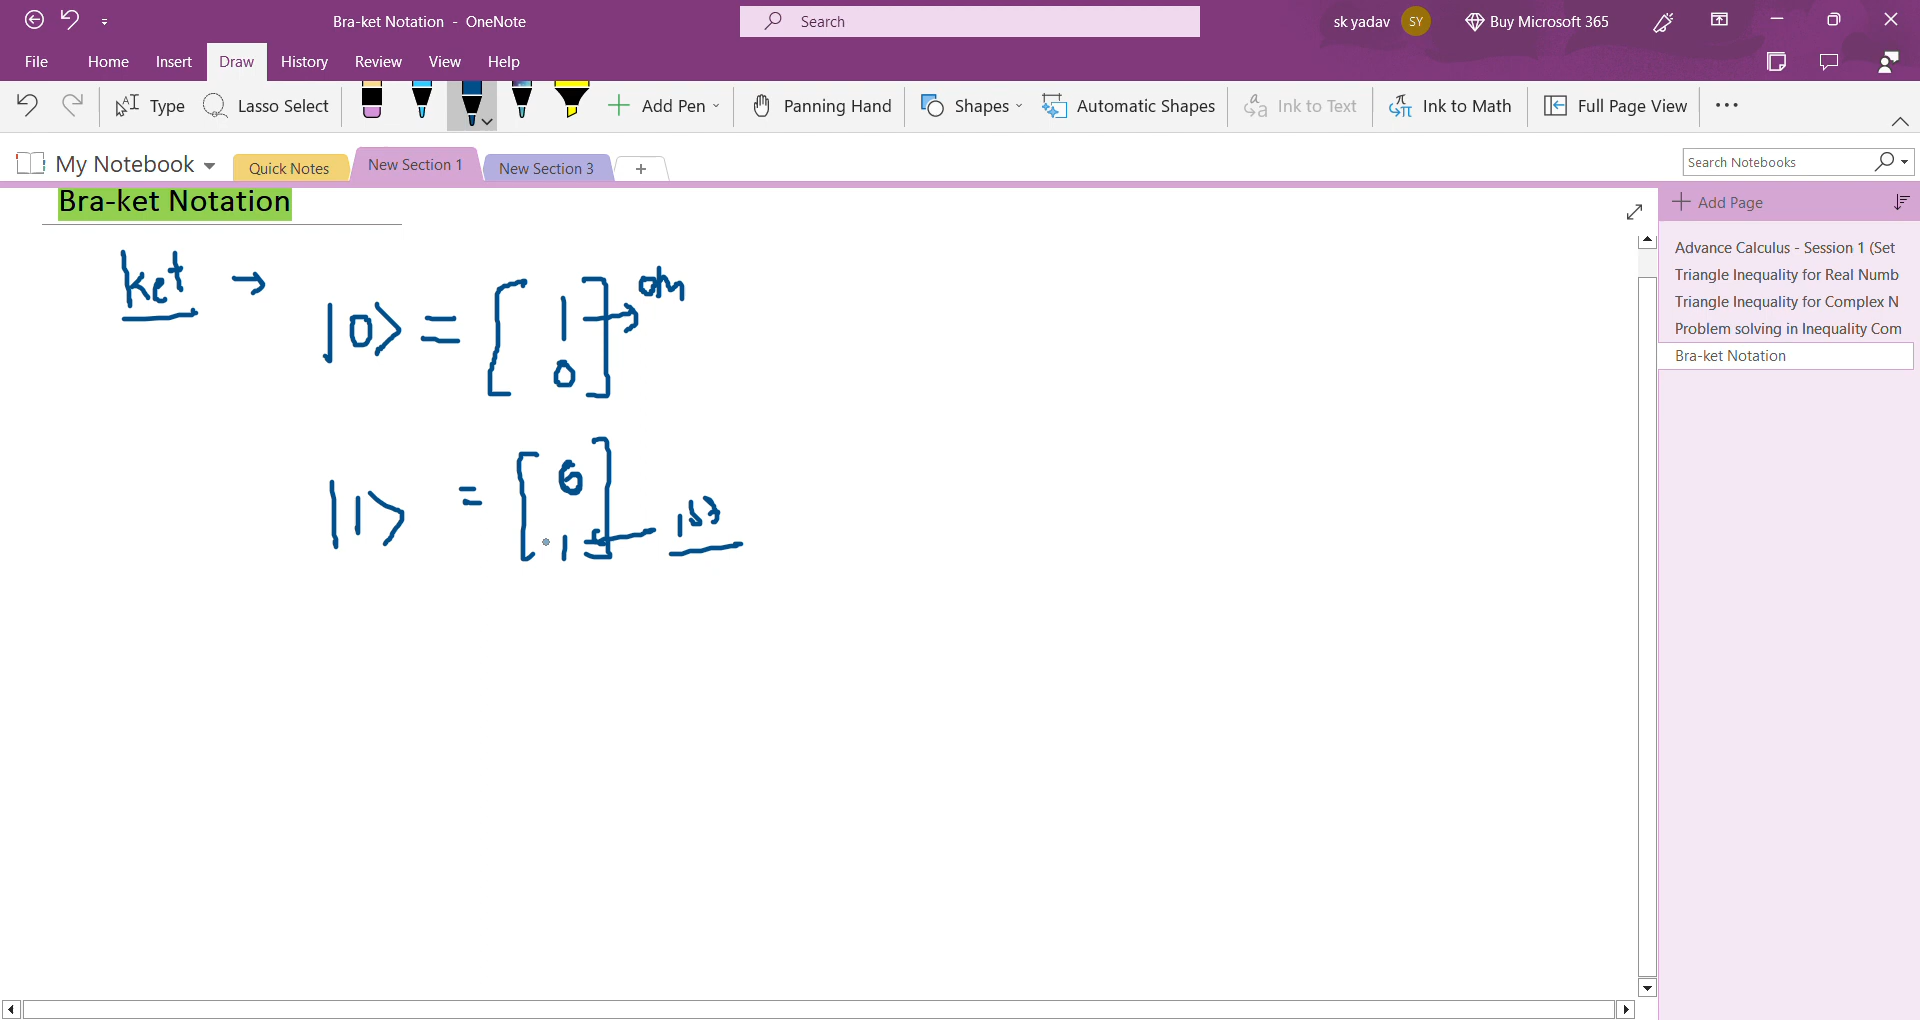 Bra-ket Notation - OneNote
Search
sk yadav SY
Buy Microsoft 365
File Home Insert Draw History Review View Help
Type Lasso Select Add Pen Panning Hand Shapes Automatic Shapes Ink to Text Ink to Math Full Page View
My Notebook Quick Notes New Section 1 New Section 3 + Search Notebooks
Bra-ket Notation
Add Page
Advance Calculus - Session 1 (Set
Triangle Inequality for Real Numb
Triangle Inequality for Complex N
Problem solving in Inequality Com
Bra-ket Notation
ket →
|0> = [ 1
0 ]
|1> = [ 0
1 ]